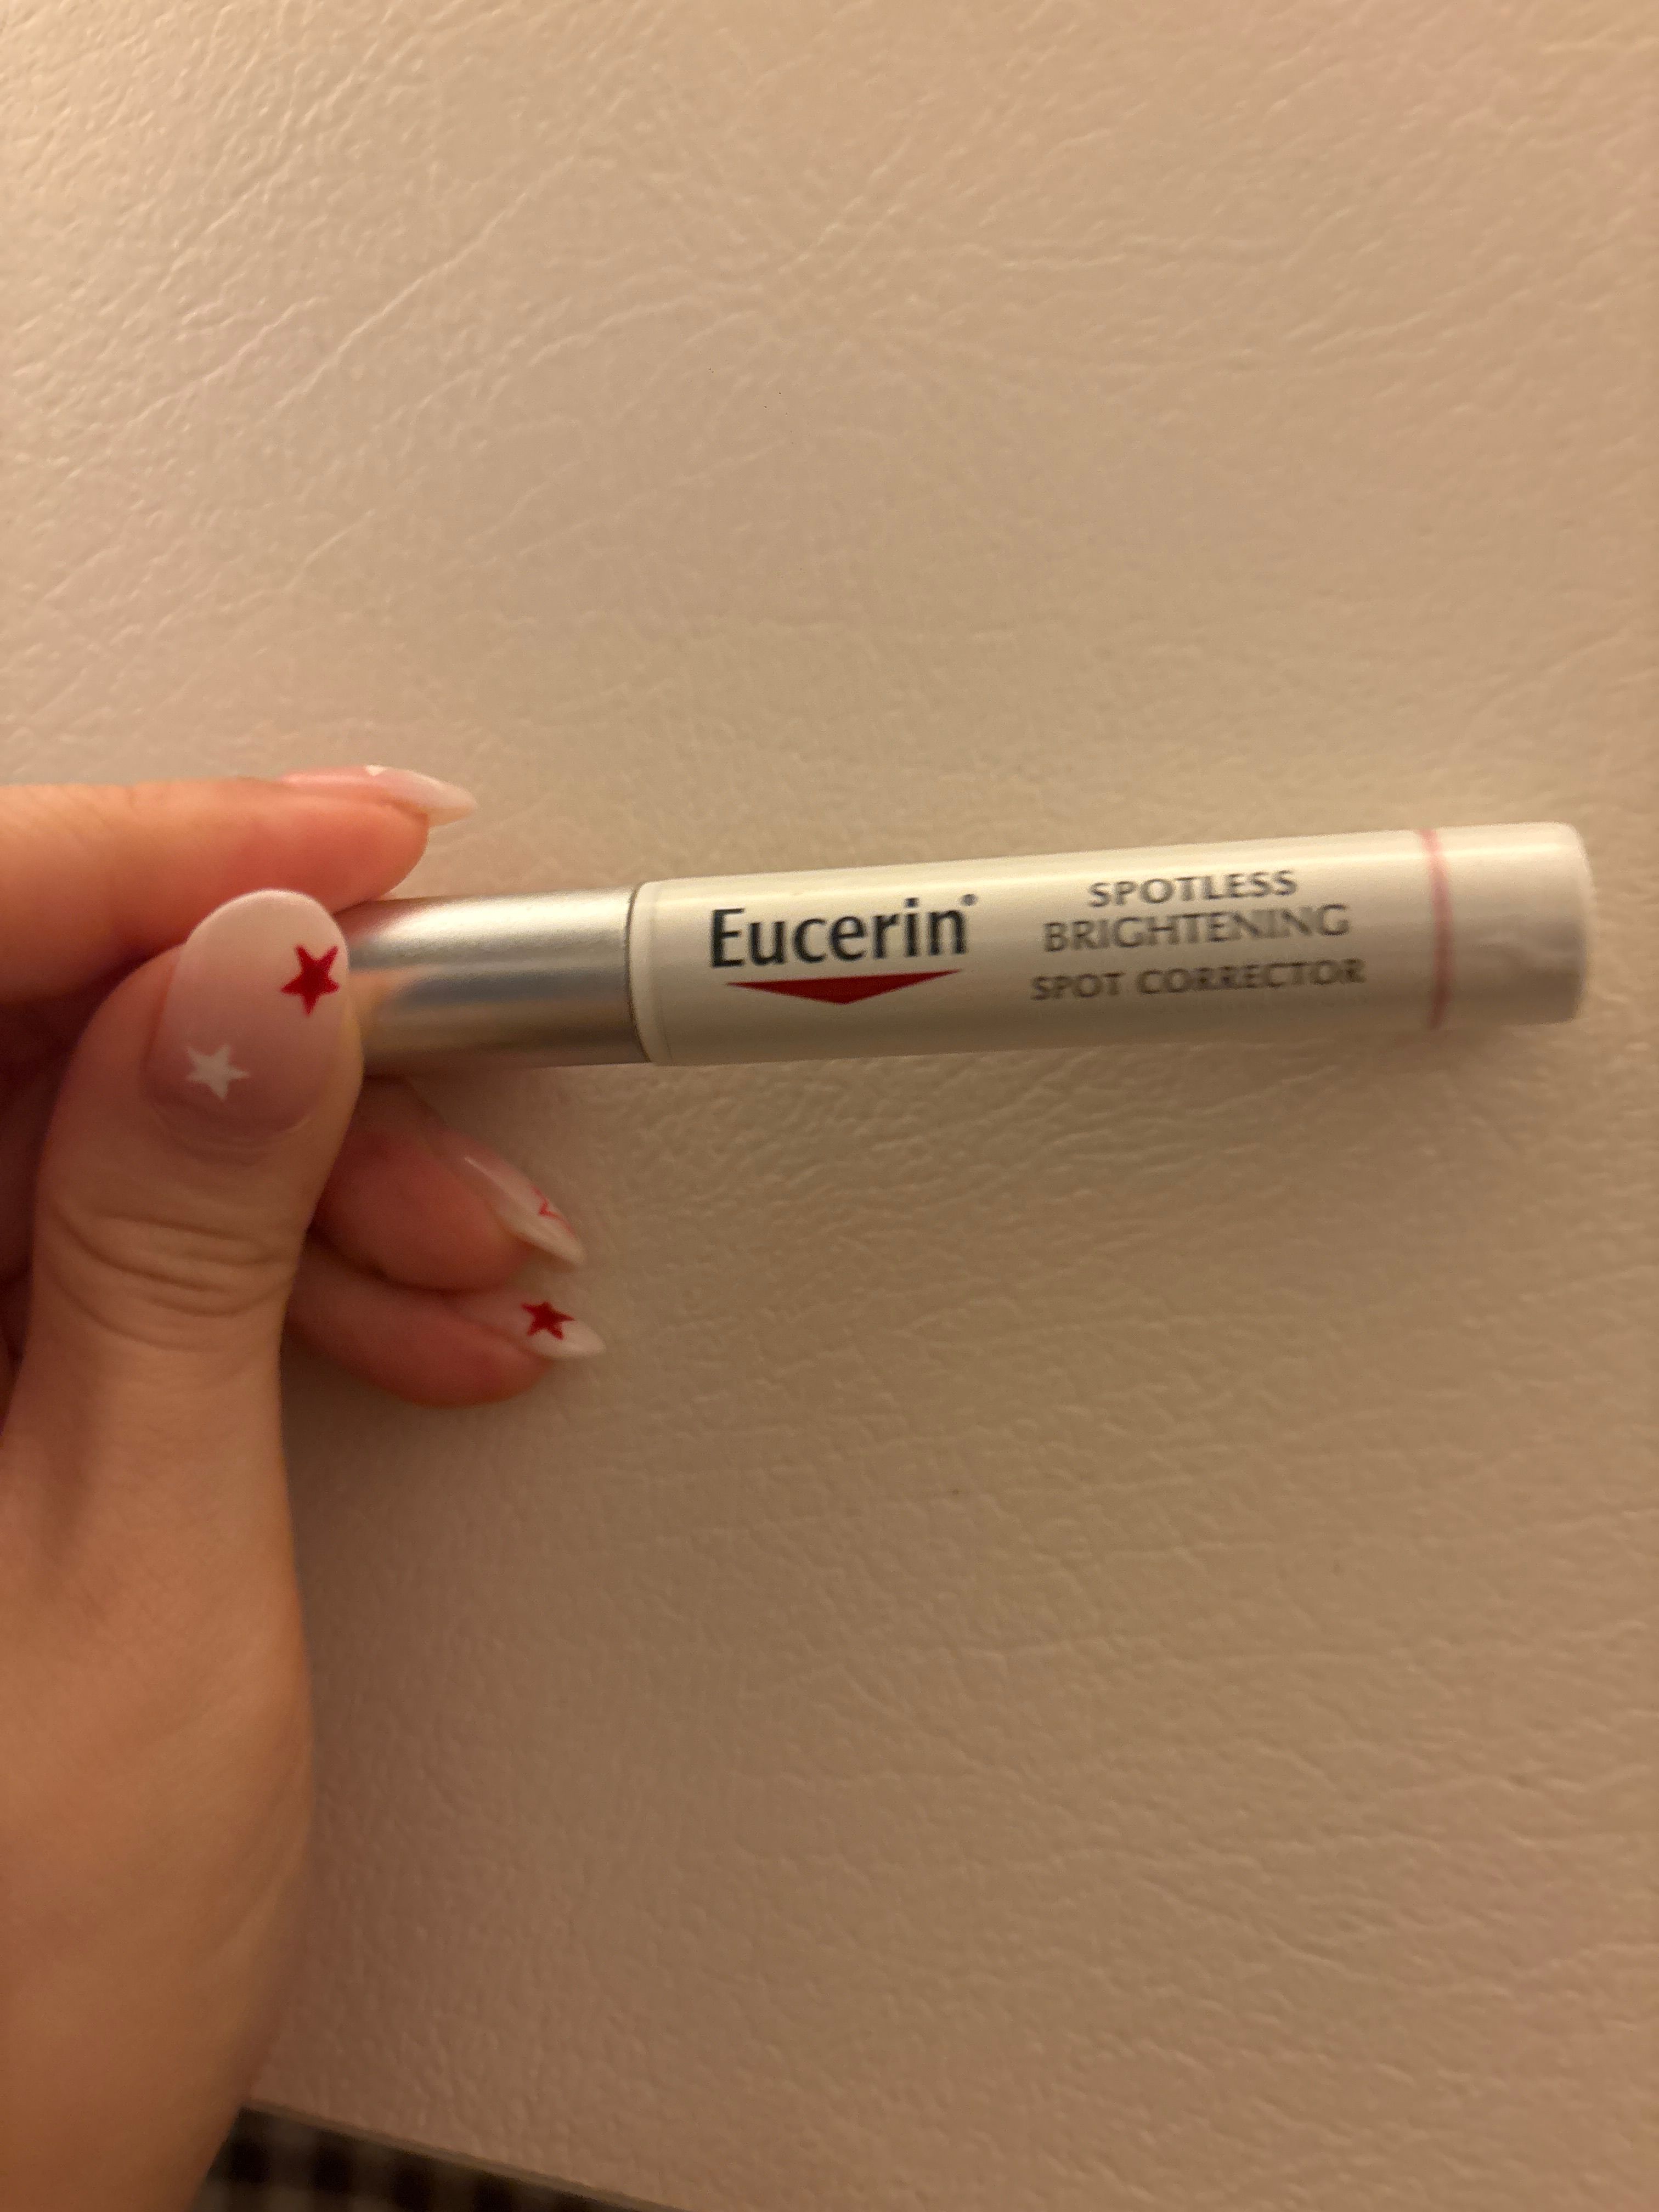 Eucerin®
SPOTLESS
BRIGHTENING
SPOT CORRECTOR